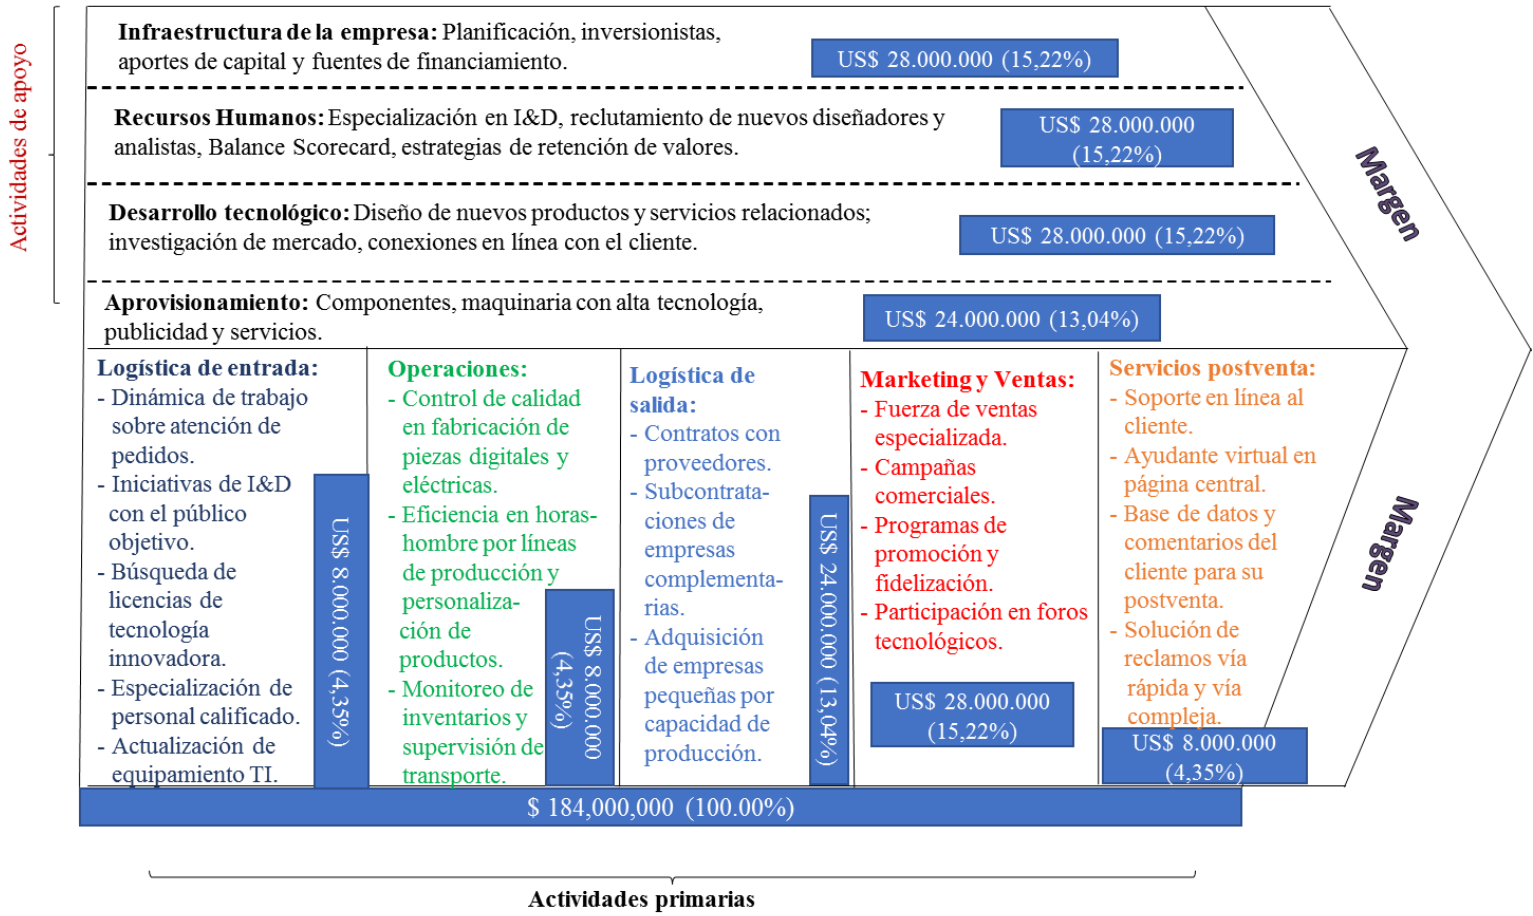 Actividades de apoyo
Infraestructura de la empresa: Planificación, inversionistas,
aportes de capital y fuentes de financiamiento.
US$ 28.000.000 (15,22%)
Recursos Humanos: Especialización en I&D, reclutamiento de nuevos diseñadores y
analistas, Balance Scorecard, estrategias de retención de valores.
US$ 28.000.000
(15,22%)
Desarrollo tecnológico: Diseño de nuevos productos y servicios relacionados;
investigación de mercado, conexiones en línea con el cliente.
US$ 28.000.000 (15,22%)
Aprovisionamiento: Componentes, maquinaria con alta tecnología,
publicidad y servicios.
US$ 24.000.000 (13,04%)
Margen
Margen
Logística de entrada:
- Dinámica de trabajo
sobre atención de
pedidos.
- Iniciativas de I&D
con el público
objetivo.
- Búsqueda de
licencias de
tecnología
innovadora.
- Especialización de
personal calificado.
- Actualización de
equipamiento TI.
US$ 8.000.000 (4,35%)
Operaciones:
- Control de calidad
en fabricación de
piezas digitales y
eléctricas.
- Eficiencia en horas-
hombre por líneas
de producción y
personaliza-
ción de
productos.
- Monitoreo de
inventarios y
supervisión de
transporte.
US$ 8.000.000
(4,35%)
Logística de
salida:
- Contratos con
proveedores.
- Subcontrata-
ciones de
empresas
complementa-
rias.
- Adquisición
de empresas
pequeñas por
capacidad de
producción.
US$ 24.000.000 (13,04%)
Marketing y Ventas:
- Fuerza de ventas
especializada.
- Campañas
comerciales.
- Programas de
promoción y
fidelización.
- Participación en foros
tecnológicos.
US$ 28.000.000
(15,22%)
Servicios postventa:
- Soporte en línea al
cliente.
- Ayudante virtual en
página central.
- Base de datos y
comentarios del
cliente para su
postventa.
- Solución de
reclamos vía
rápida y vía
compleja.
US$ 8.000.000
(4,35%)
$ 184,000,000 (100.00%)
Actividades primarias